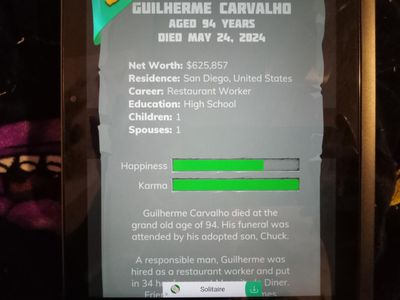 GUILHERME CARVALHO
AGED 94 YEARS
DIED MAY 24, 2024
Net Worth: $625,857
Residence: San Diego, United States
Career: Restaurant Worker
Education: High School
Children: 1
Spouses: 1
Happiness
Karma
Guilherme Carvalho died at the
grand old age of 94. His funeral was
attended by his adopted son, Chuck.
A responsible man, Guilherme was
hired as a restaurant worker and put
in 34 Diner.
Solitaire